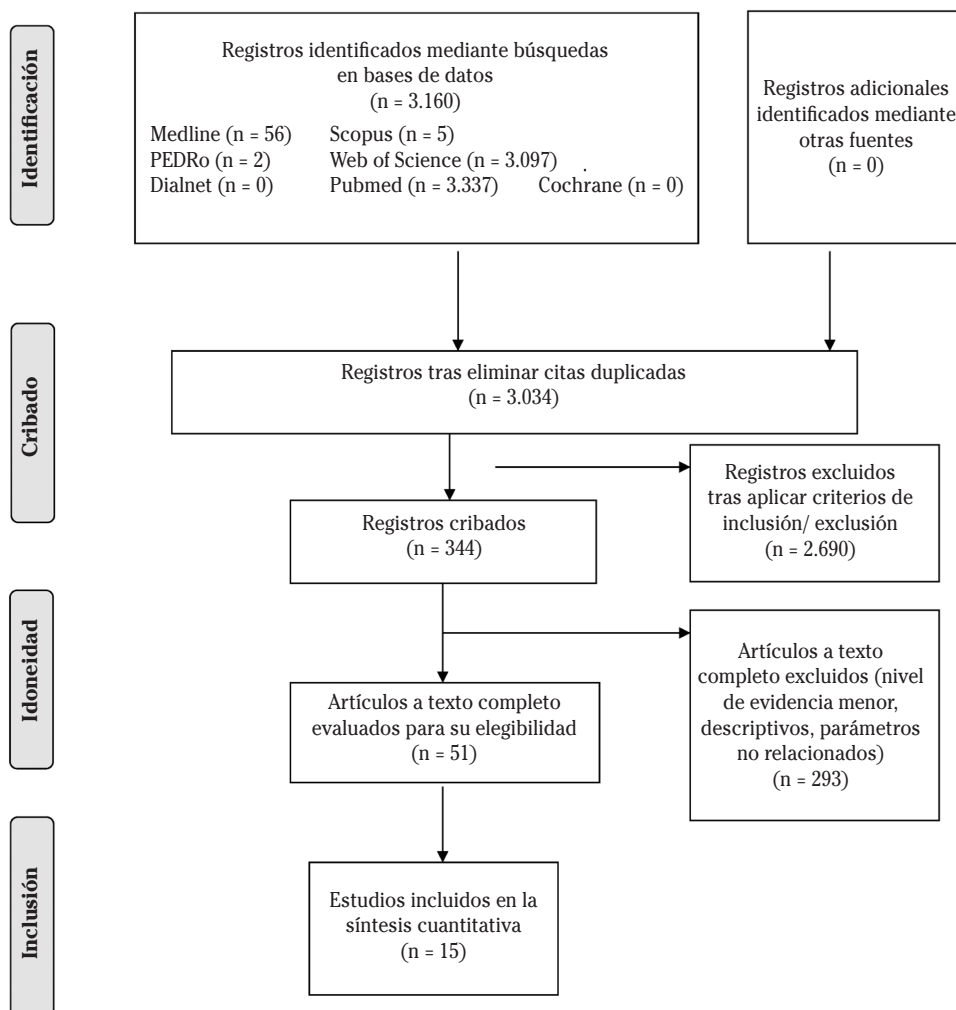 Identificación
Registros identificados mediante búsquedas
en bases de datos
(n = 3.160)
Medline (n = 56) Scopus (n = 5)
PEDRo (n = 2) Web of Science (n = 3.097)
Dialnet (n = 0) Pubmed (n = 3.337) Cochrane (n = 0)
Registros adicionales
identificados mediante
otras fuentes
(n = 0)
Cribado
Registros tras eliminar citas duplicadas
(n = 3.034)
Registros cribados
(n = 344)
Registros excluidos
tras aplicar criterios de
inclusión/ exclusión
(n = 2.690)
Idoneidad
Artículos a texto completo
evaluados para su elegibilidad
(n = 51)
Artículos a texto
completo excluidos (nivel
de evidencia menor,
descriptivos, parámetros
no relacionados)
(n = 293)
Inclusión
Estudios incluidos en la
síntesis cuantitativa
(n = 15)